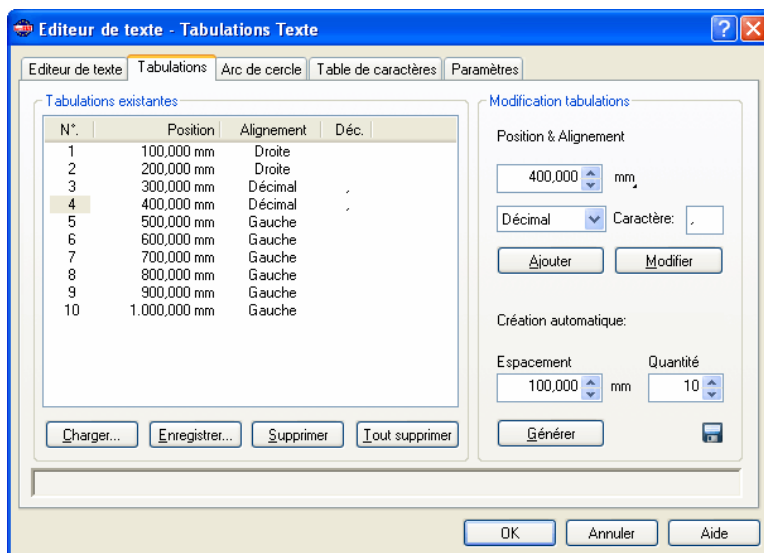 Editeur de texte - Tabulations Texte
Editeur de texte Tabulations Arc de cercle Table de caractères Paramètres
Tabulations existantes
N°. Position Alignement Déc.
1 100,000 mm Droite
2 200,000 mm Droite
3 300,000 mm Décimal ,
4 400,000 mm Décimal ,
5 500,000 mm Gauche
6 600,000 mm Gauche
7 700,000 mm Gauche
8 800,000 mm Gauche
9 900,000 mm Gauche
10 1.000,000 mm Gauche
Charger... Enregistrer... Supprimer Tout supprimer
Modification tabulations
Position & Alignement
400,000 mm
Décimal Caractère: ,
Ajouter Modifier
Création automatique:
Espacement Quantité
100,000 mm 10
Générer
OK Annuler Aide